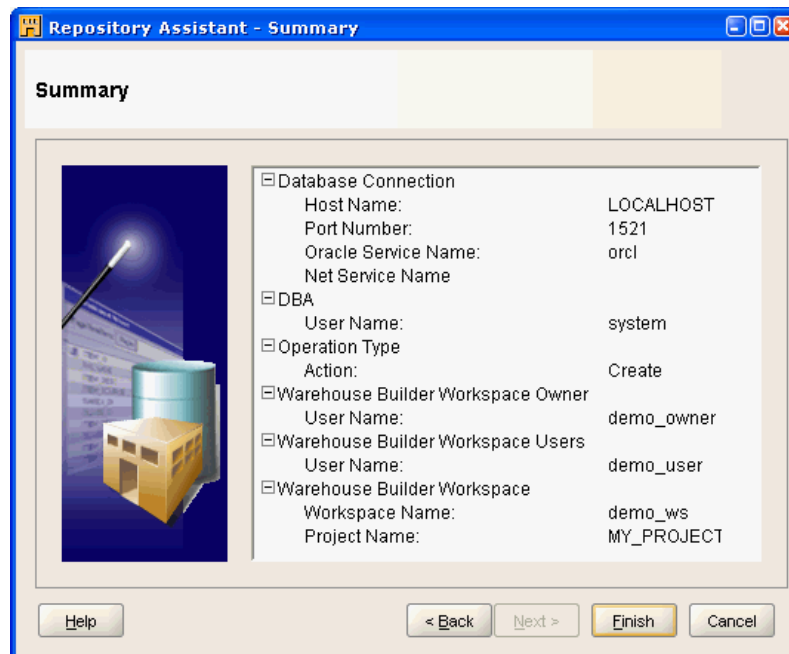 Repository Assistant - Summary
Summary
Database Connection
Host Name: LOCALHOST
Port Number: 1521
Oracle Service Name: orcl
Net Service Name
DBA
User Name: system
Operation Type
Action: Create
Warehouse Builder Workspace Owner
User Name: demo_owner
Warehouse Builder Workspace Users
User Name: demo_user
Warehouse Builder Workspace
Workspace Name: demo_ws
Project Name: MY_PROJECT
Help < Back Next > Finish Cancel